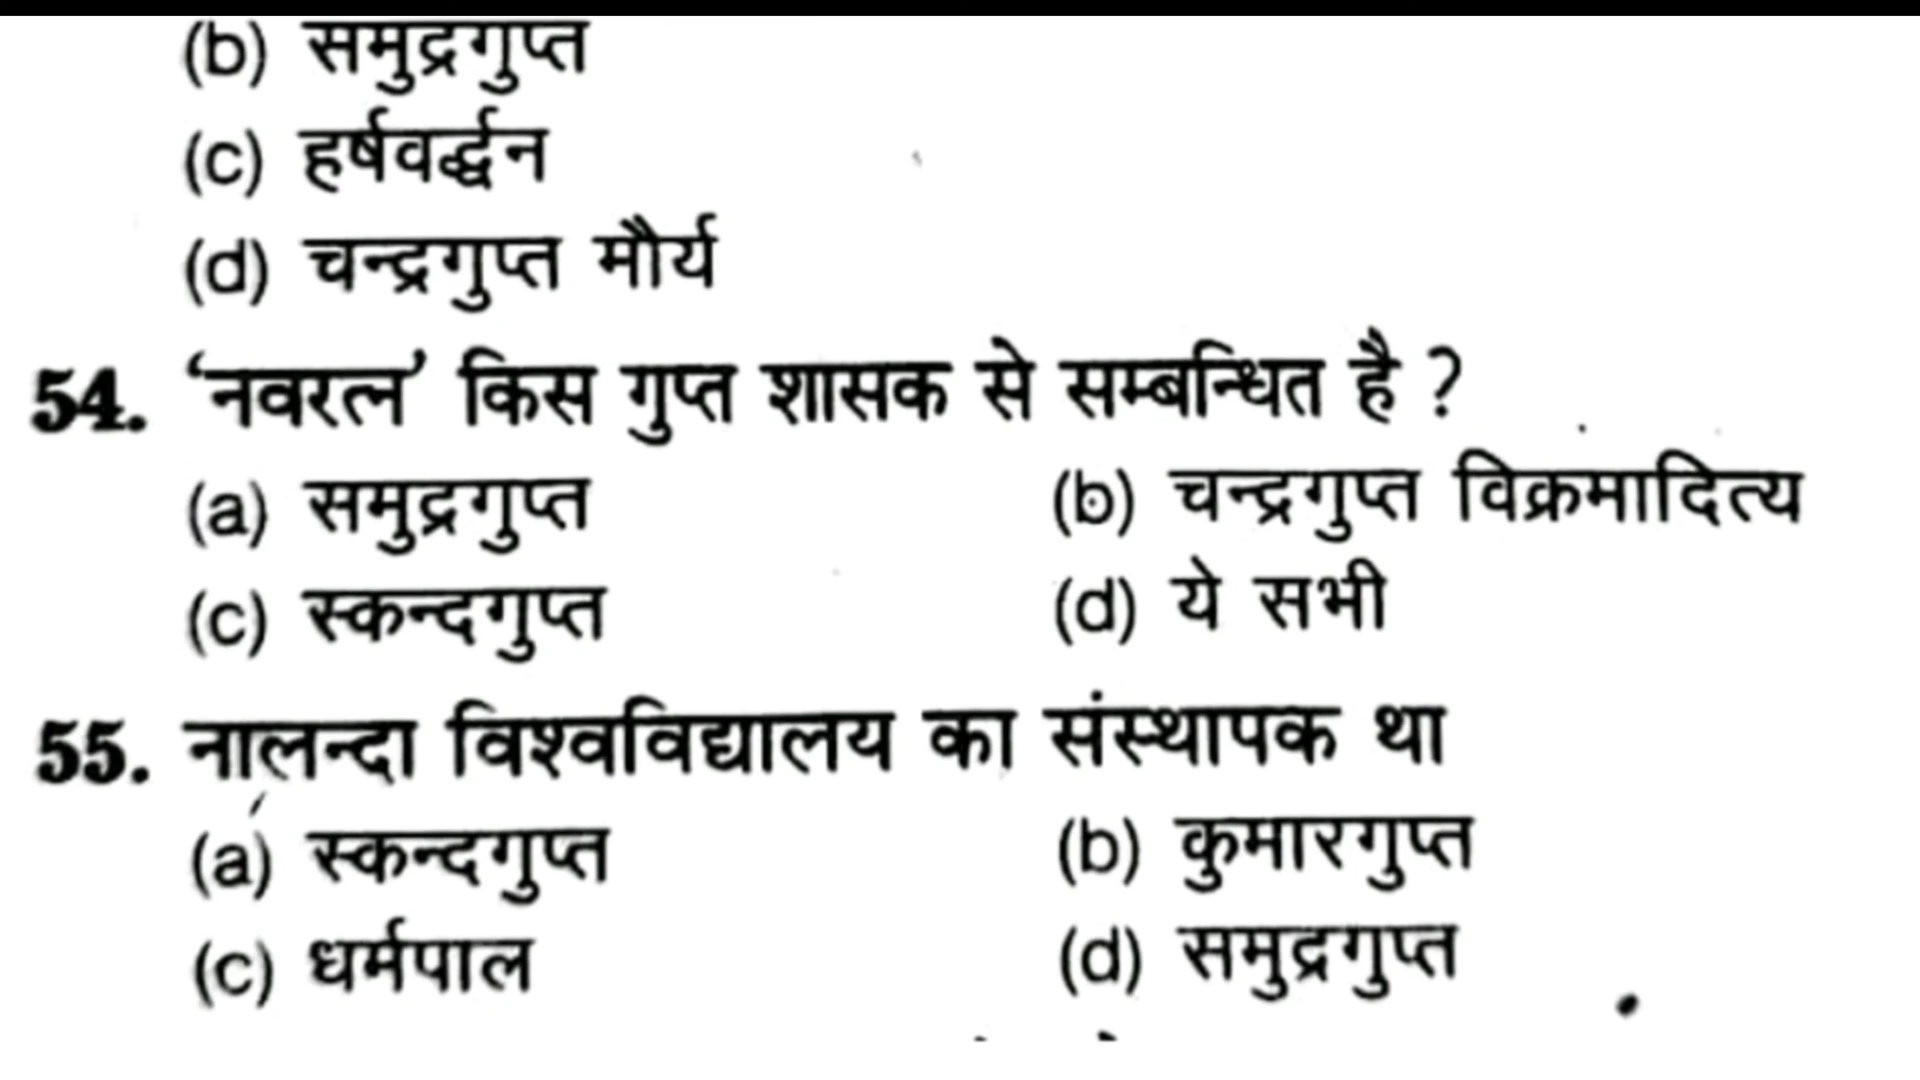 (b) समुद्रगुप्त
(c) हर्षवर्द्धन
(d) चन्द्रगुप्त मौर्य
54. ‘नवरत्न’ किस गुप्त शासक से सम्बन्धित है ?
(a) समुद्रगुप्त (b) चन्द्रगुप्त विक्रमादित्य
(c) स्कन्दगुप्त (d) ये सभी
55. नालन्दा विश्वविद्यालय का संस्थापक था
(a) स्कन्दगुप्त (b) कुमारगुप्त
(c) धर्मपाल (d) समुद्रगुप्त